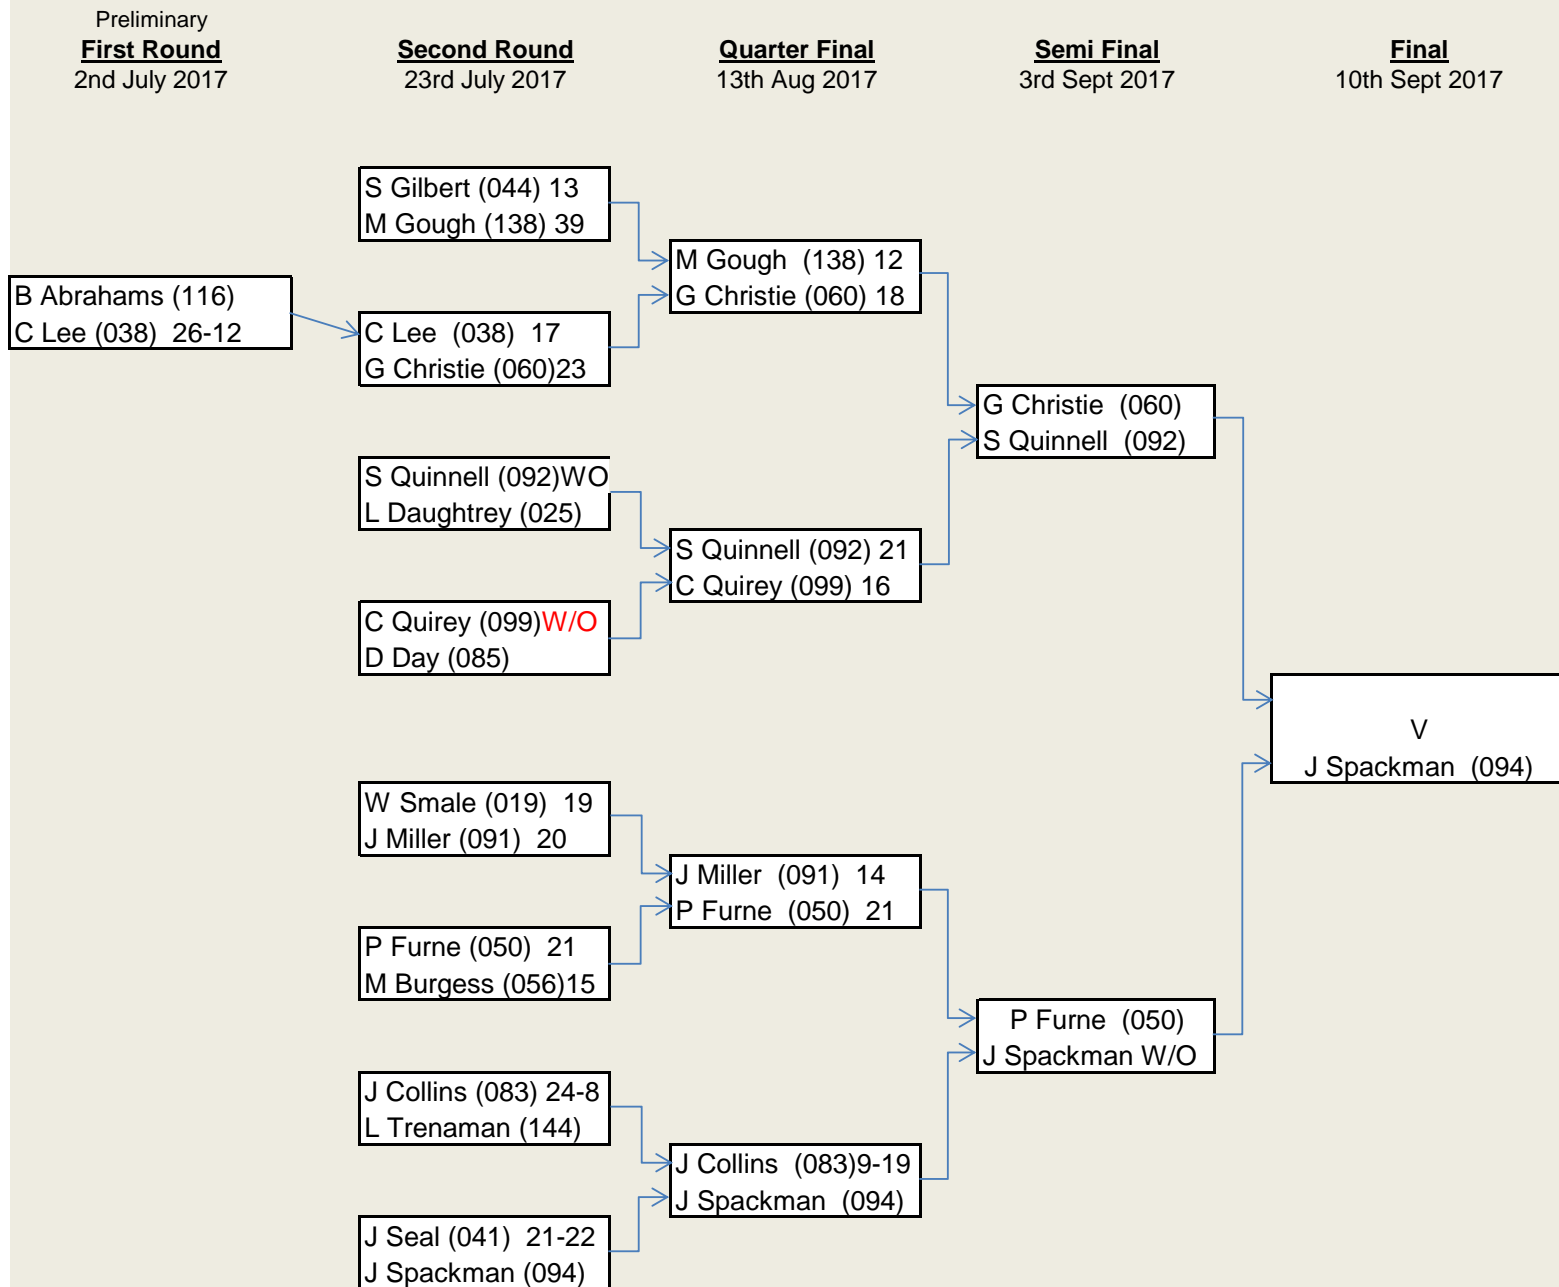 Preliminary
First Round
2nd July 2017
Second Round
23rd July 2017
Quarter Final
13th Aug 2017
Semi Final
3rd Sept 2017
Final
10th Sept 2017
B Abrahams (116)
C Lee (038) 26-12
S Gilbert (044) 13
M Gough (138) 39
C Lee (038) 17
G Christie (060)23
S Quinnell (092)WO
L Daughtrey (025)
C Quirey (099)W/O
D Day (085)
W Smale (019) 19
J Miller (091) 20
P Furne (050) 21
M Burgess (056)15
J Collins (083) 24-8
L Trenaman (144)
J Seal (041) 21-22
J Spackman (094)
M Gough (138) 12
G Christie (060) 18
S Quinnell (092) 21
C Quirey (099) 16
J Miller (091) 14
P Furne (050) 21
J Collins (083)9-19
J Spackman (094)
G Christie (060)
S Quinnell (092)
P Furne (050)
J Spackman W/O
V
J Spackman (094)